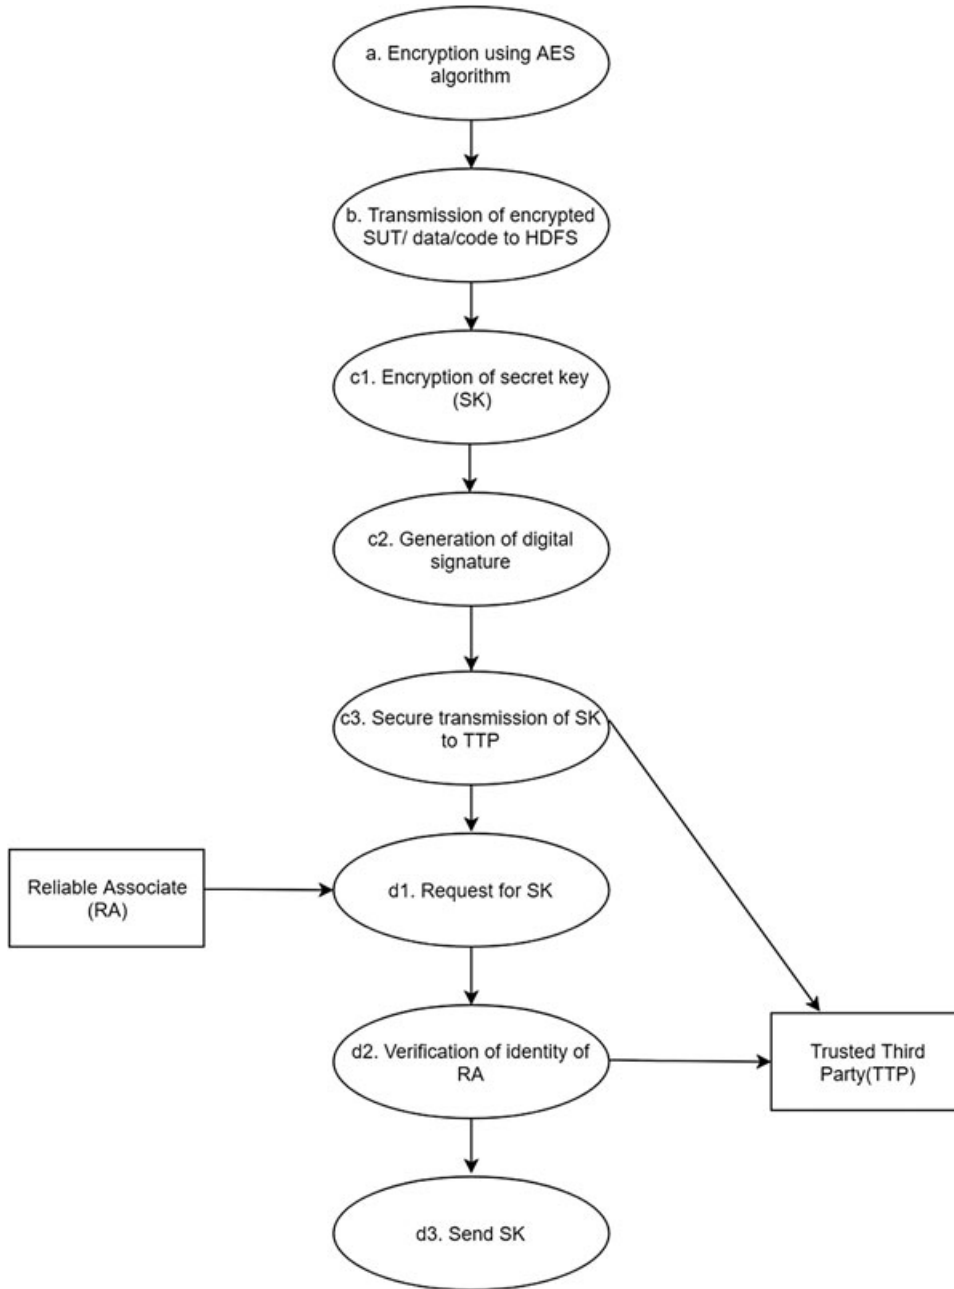 a. Encryption using AES
algorithm
b. Transmission of encrypted
SUT/ data/code to HDFS
c1. Encryption of secret key
(SK)
c2. Generation of digital
signature
c3. Secure transmission of SK
to TTP
Reliable Associate
(RA)
d1. Request for SK
d2. Verification of identity of
RA
Trusted Third
Party(TTP)
d3. Send SK